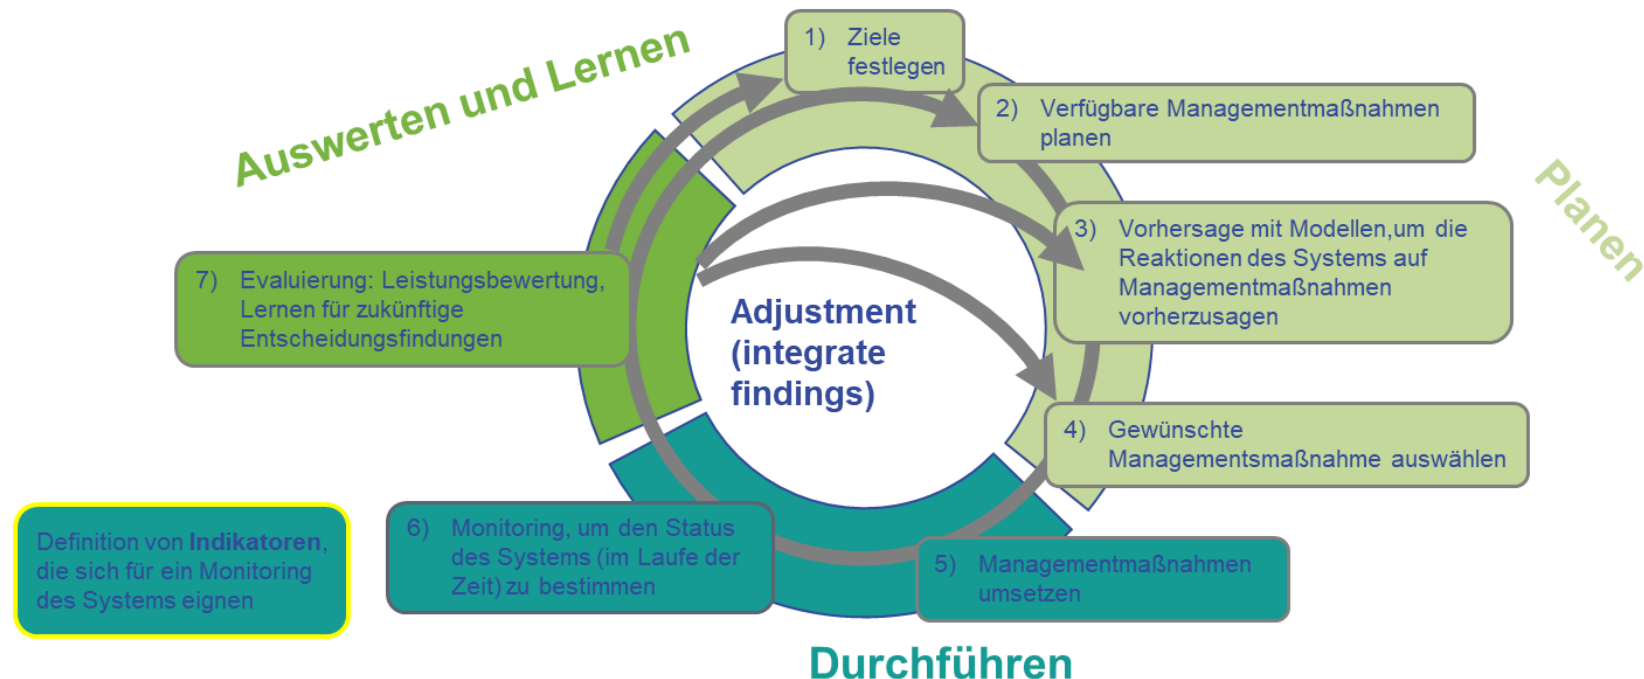 Auswerten und Lernen
1) Ziele
festlegen
2) Verfügbare Managementmaßnahmen
planen
Planen
3) Vorhersage mit Modellen,um die
Reaktionen des Systems auf
Managementmaßnahmen
vorherzusagen
7) Evaluierung: Leistungsbewertung,
Lernen für zukünftige
Entscheidungsfindungen
Adjustment
(integrate
findings)
4) Gewünschte
Managementsmaßnahme auswählen
6) Monitoring, um den Status
des Systems (im Laufe der
Zeit) zu bestimmen
5) Managementmaßnahmen
umsetzen
Definition von Indikatoren,
die sich für ein Monitoring
des Systems eignen
Durchführen